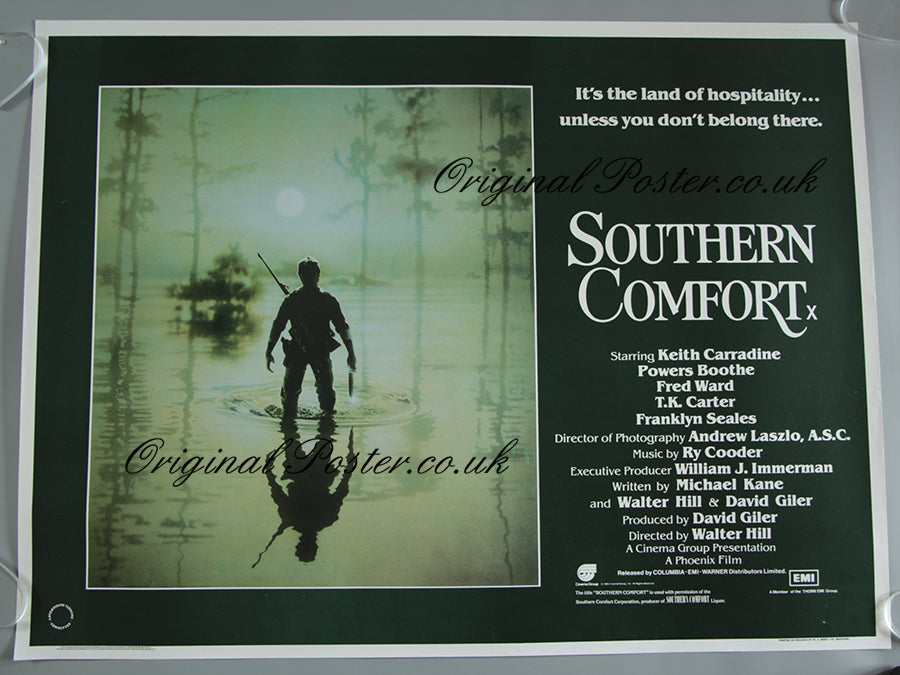 It's the land of hospitality...
unless you don't belong there.
Original Poster.co.uk
SOUTHERN
COMFORT X
Starring Keith Carradine
Powers Boothe
Fred Ward
T.K. Carter
Franklyn Seales
Director of Photography Andrew Laszlo, A.S.C.
Music by Ry Cooder
Original Poster.co.uk
Executive Producer William J. Immerman
Written by Michael Kane
and Walter Hill & David Giler
Produced by David Giler
Directed by Walter Hill
A Cinema Group Presentation
A Phoenix Film
Released by COLUMBIA-EMI-WARNER Distributors Limited.
EMI
CinemaGroup
A Member of the THORN EMI Group.
The title "SOUTHERN COMFORT" is used with permission of the
Southern Comfort Corporation, producer of SOUTHERN COMFORT Liqueur.